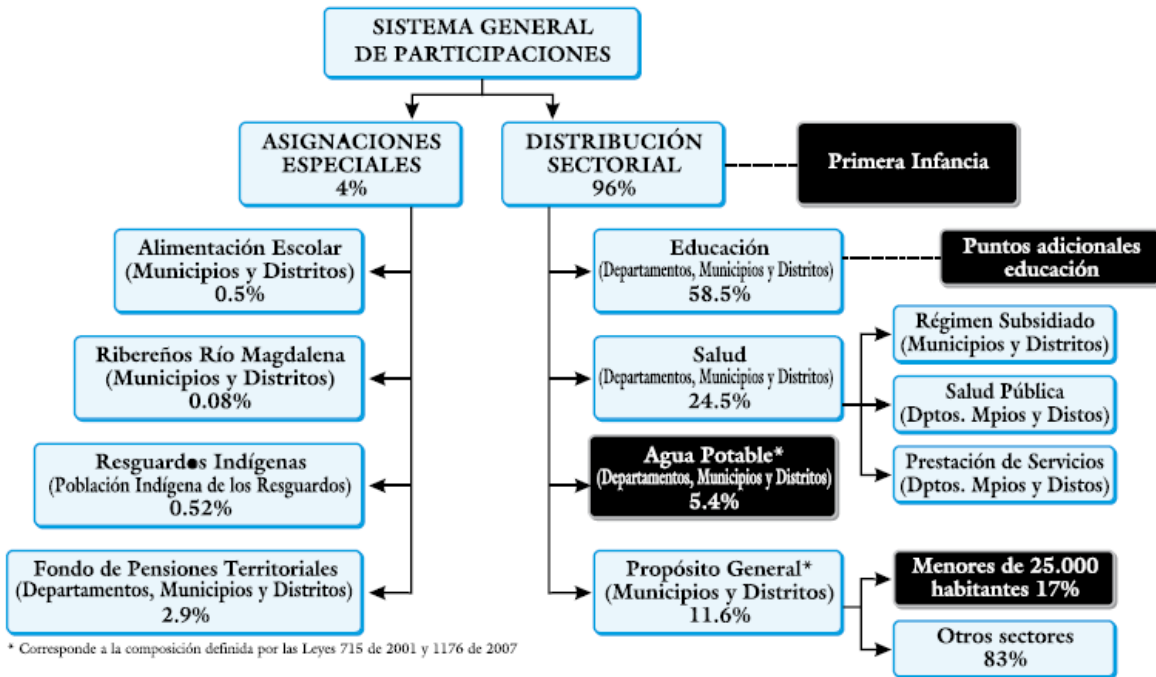 SISTEMA GENERAL
DE PARTICIPACIONES
ASIGNACIONES
ESPECIALES
4%
DISTRIBUCIÓN
SECTORIAL
96%
Primera Infancia
Alimentación Escolar
(Municipios y Distritos)
0.5%
Ribereños Río Magdalena
(Municipios y Distritos)
0.08%
Resguardos Indígenas
(Población Indígena de los Resguardos)
0.52%
Fondo de Pensiones Territoriales
(Departamentos, Municipios y Distritos)
2.9%
Educación
(Departamentos, Municipios y Distritos)
58.5%
Puntos adicionales
educación
Salud
(Departamentos, Municipios y Distritos)
24.5%
Régimen Subsidiado
(Municipios y Distritos)
Salud Pública
(Dptos. Mpios y Distos)
Prestación de Servicios
(Dptos. Mpios y Distos)
Agua Potable*
(Departamentos, Municipios y Distritos)
5.4%
Propósito General*
(Municipios y Distritos)
11.6%
Menores de 25.000
habitantes 17%
Otros sectores
83%
* Corresponde a la composición definida por las Leyes 715 de 2001 y 1176 de 2007